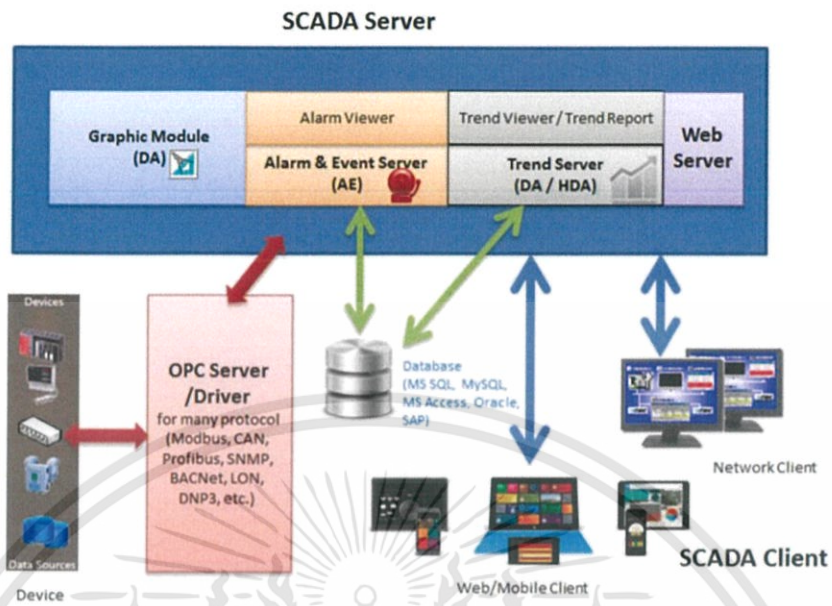 SCADA Server
Graphic Module
(DA)
Alarm Viewer
Alarm & Event Server
(AE)
Trend Viewer / Trend Report
Trend Server
(DA / HDA)
Web
Server
Devices
Data Sources
Device
OPC Server
/Driver
for many protocol
(Modbus, CAN,
Profibus, SNMP,
BACNet, LON,
DNP3, etc.)
Database
(MS SQL, MySQL,
MS Access, Oracle,
SAP)
Network Client
SCADA Client
Web/Mobile Client